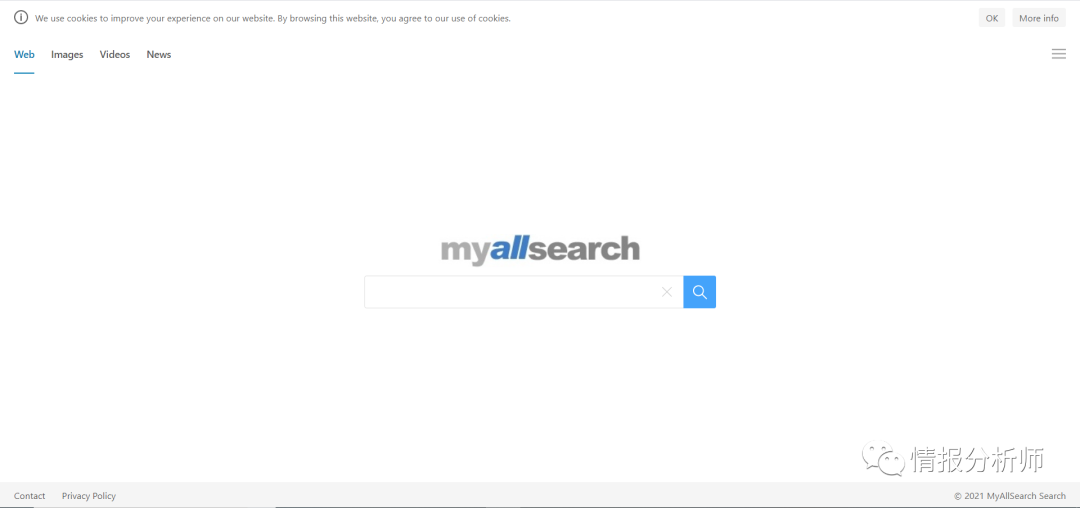 We use cookies to improve your experience on our website. By browsing this website, you agree to our use of cookies.
OK
More info
Web
Images
Videos
News
myallsearch
情报分析师
Contact
Privacy Policy
© 2021 MyAllSearch Search